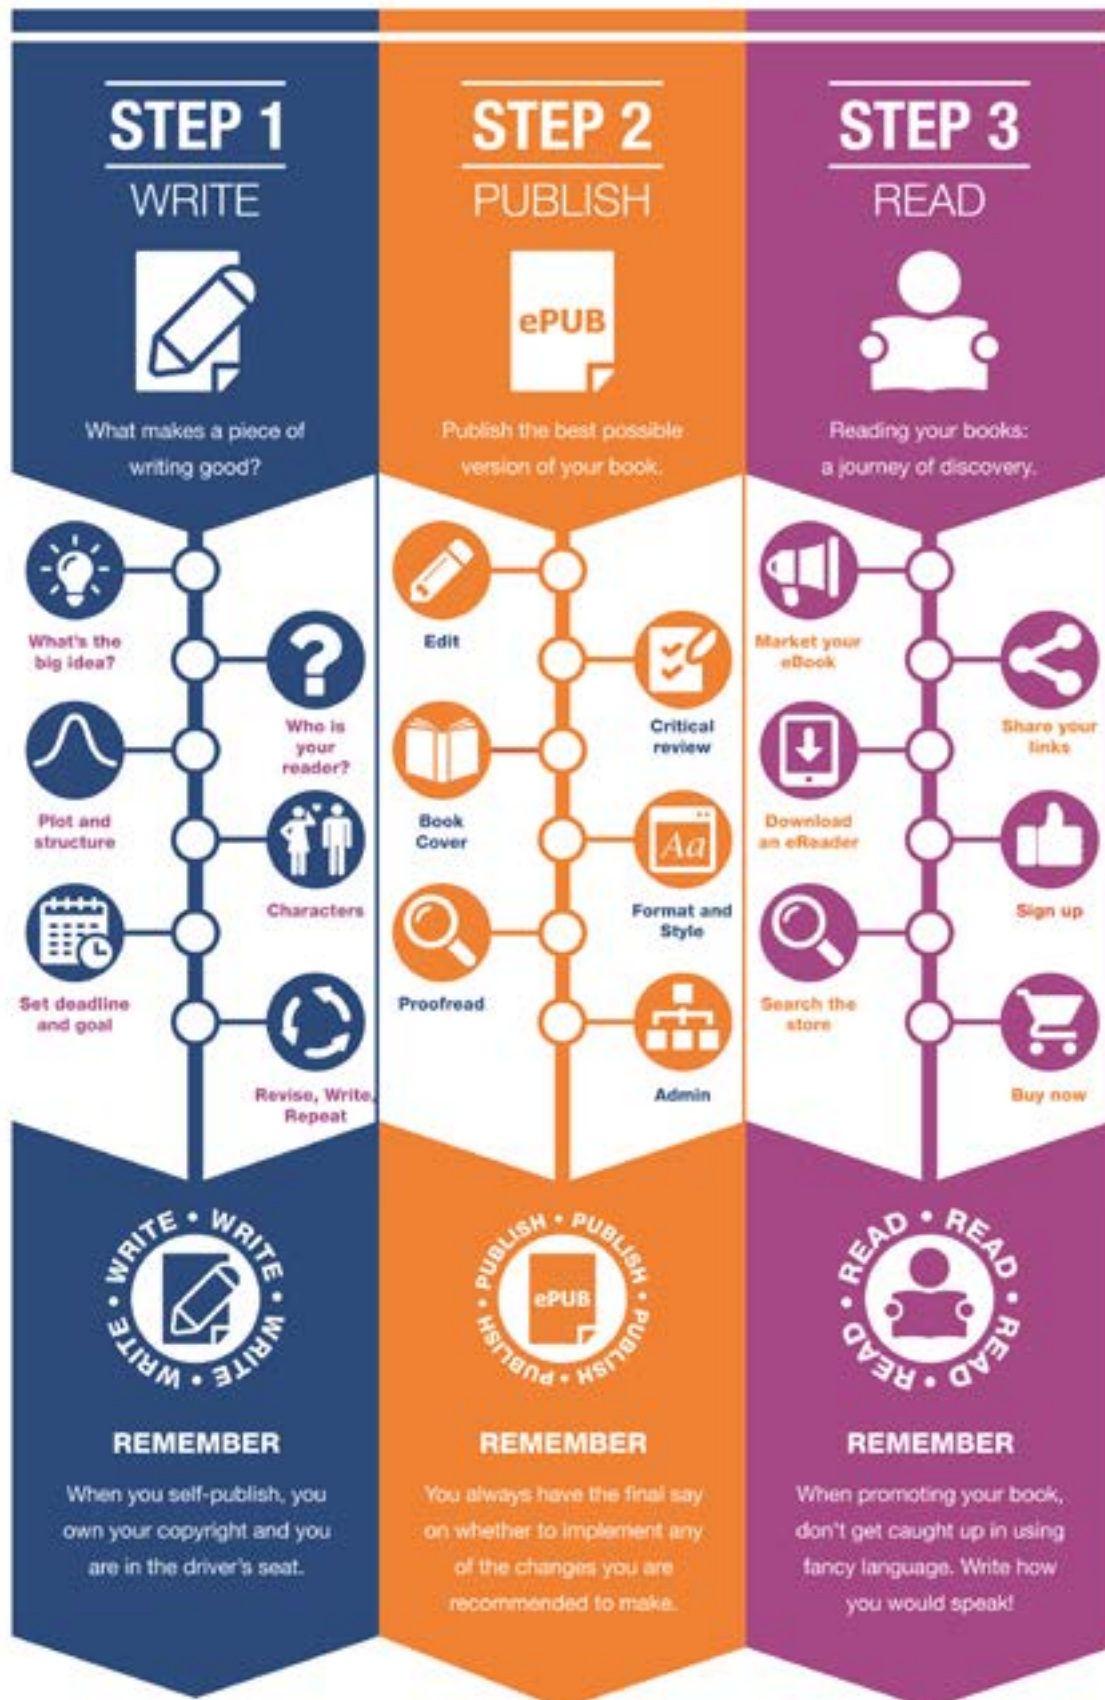 STEP 1
WRITE
What makes a piece of
writing good?
What's the
big idea?
Who is
your
reader?
Plot and
structure
Characters
Set deadline
and goal
Revise, Write,
Repeat
WRITE • WRITE • WRITE • WRITE • WRITE •
REMEMBER
When you self-publish, you
own your copyright and you
are in the driver's seat.
STEP 2
PUBLISH
ePUB
Publish the best possible
version of your book.
Edit
Critical
review
Book
Cover
Aa
Format and
Style
Proofread
Admin
PUBLISH • PUBLISH • PUBLISH • PUBLISH • PUBLISH •
ePUB
REMEMBER
You always have the final say
on whether to implement any
of the changes you are
recommended to make.
STEP 3
READ
Reading your books:
a journey of discovery.
Market your
eBook
Share your
links
Download
an eReader
Sign up
Search the
store
Buy now
READ • READ • READ • READ • READ • READ •
REMEMBER
When promoting your book,
don't get caught up in using
fancy language. Write how
you would speak!